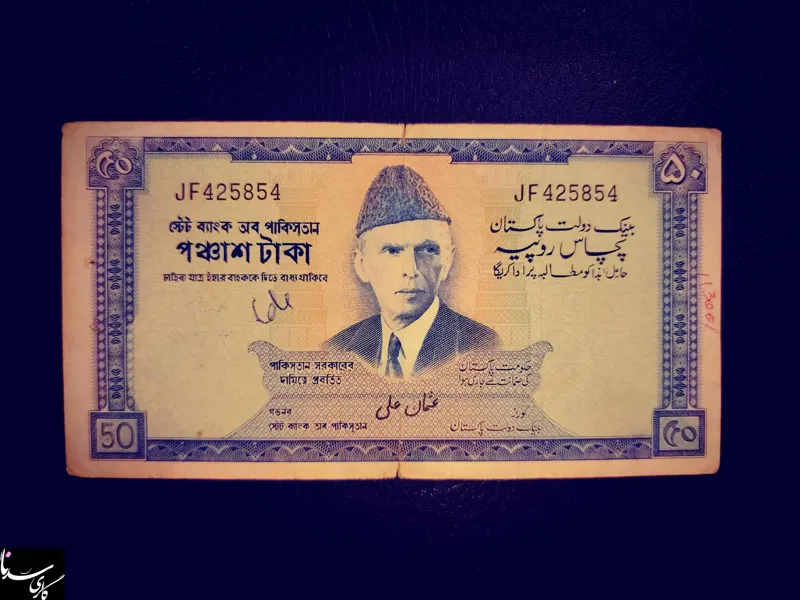 ৫০
۵۰
JF425854
JF425854
স্টেট ব্যাংক অব পাকিস্তান
পঞ্চাশ টাকা
চাহিবা মাত্র ইহার বাহককে দিতে বাধ্য থাকিবে
بینک دولت پاکستان
پچاس روپیہ
حامل ہٰذا کو مطالبہ پر ادا کریگا
পাকিস্তান সরকারের
দায়িত্বে প্রবর্তিত
حکومت پاکستان
کی ضمانت سے جاری ہوا
عثمان علی
গভর্নর
স্টেট ব্যাংক অব পাকিস্তান
گورنر
بینک دولت پاکستان
50
৫০